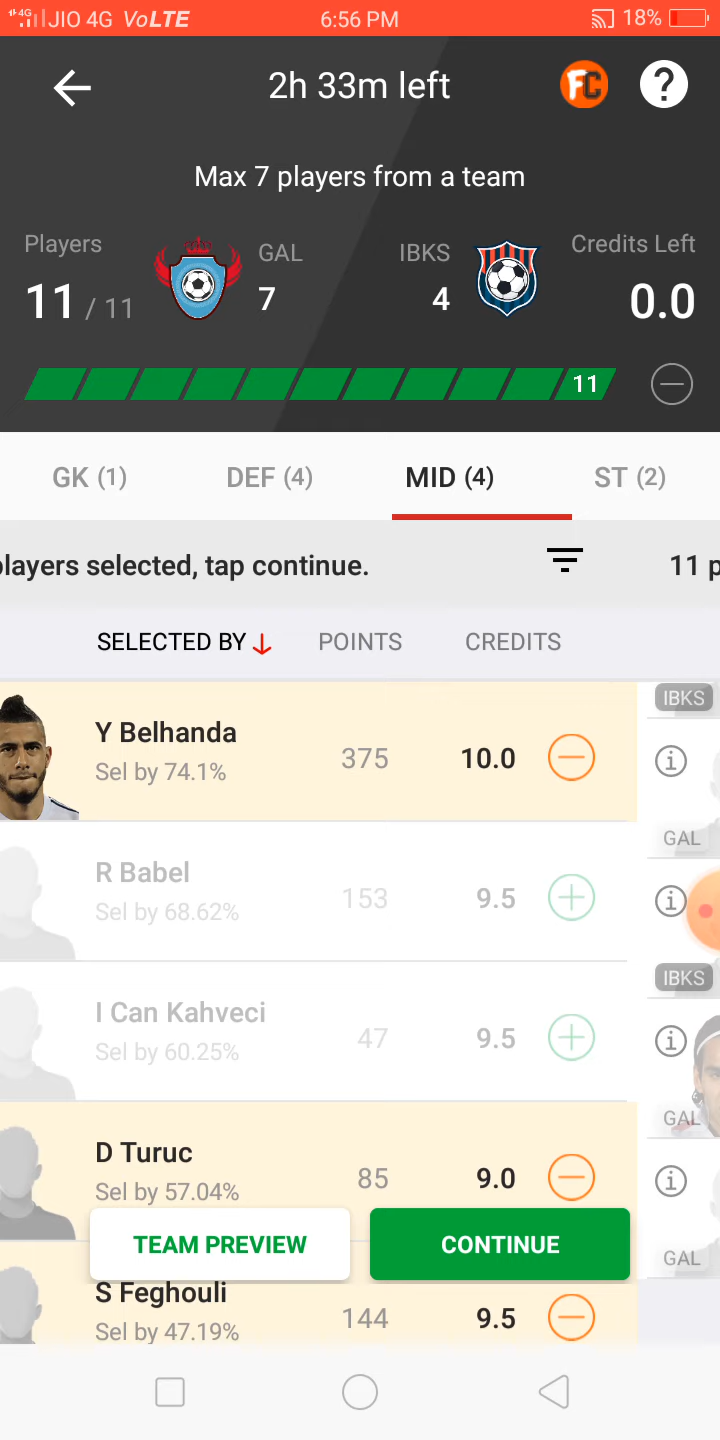 4G JIO 4G VoLTE 6:56 PM 18%
2h 33m left FC ?
Max 7 players from a team
Players GAL IBKS Credits Left
11 / 11 7 4 0.0
11
GK (1) DEF (4) MID (4) ST (2)
players selected, tap continue. 11 p
SELECTED BY POINTS CREDITS
IBKS
Y Belhanda
375 10.0
Sel by 74.1%
GAL
R Babel
153 9.5
Sel by 68.62%
IBKS
I Can Kahveci
47 9.5
Sel by 60.25%
GAL
D Turuc
85 9.0
Sel by 57.04%
TEAM PREVIEW CONTINUE
GAL
S Feghouli
144 9.5
Sel by 47.19%